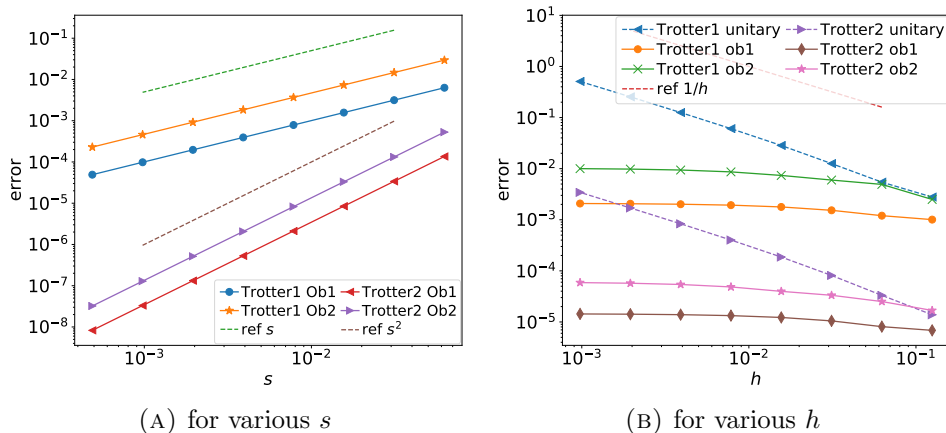 10⁻¹
10⁻²
10⁻³
10⁻⁴
10⁻⁵
10⁻⁶
10⁻⁷
10⁻⁸
error
Trotter1 Ob1
Trotter1 Ob2
ref s
Trotter2 Ob1
Trotter2 Ob2
ref s²
10⁻³ 10⁻²
s
(A) for various s
10¹
10⁰
10⁻¹
10⁻²
10⁻³
10⁻⁴
10⁻⁵
error
Trotter1 unitary
Trotter1 ob1
Trotter1 ob2
ref 1/h
Trotter2 unitary
Trotter2 ob1
Trotter2 ob2
10⁻³ 10⁻² 10⁻¹
h
(B) for various h